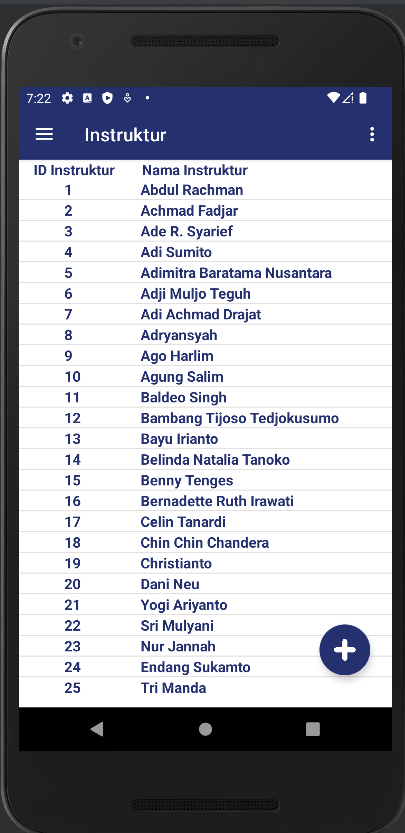 7:22
Instruktur
ID Instruktur Nama Instruktur
1 Abdul Rachman
2 Achmad Fadjar
3 Ade R. Syarief
4 Adi Sumito
5 Adimitra Baratama Nusantara
6 Adji Muljo Teguh
7 Adi Achmad Drajat
8 Adryansyah
9 Ago Harlim
10 Agung Salim
11 Baldeo Singh
12 Bambang Tijoso Tedjokusumo
13 Bayu Irianto
14 Belinda Natalia Tanoko
15 Benny Tenges
16 Bernadette Ruth Irawati
17 Celin Tanardi
18 Chin Chin Chandera
19 Christianto
20 Dani Neu
21 Yogi Ariyanto
22 Sri Mulyani
23 Nur Jannah
24 Endang Sukamto
25 Tri Manda